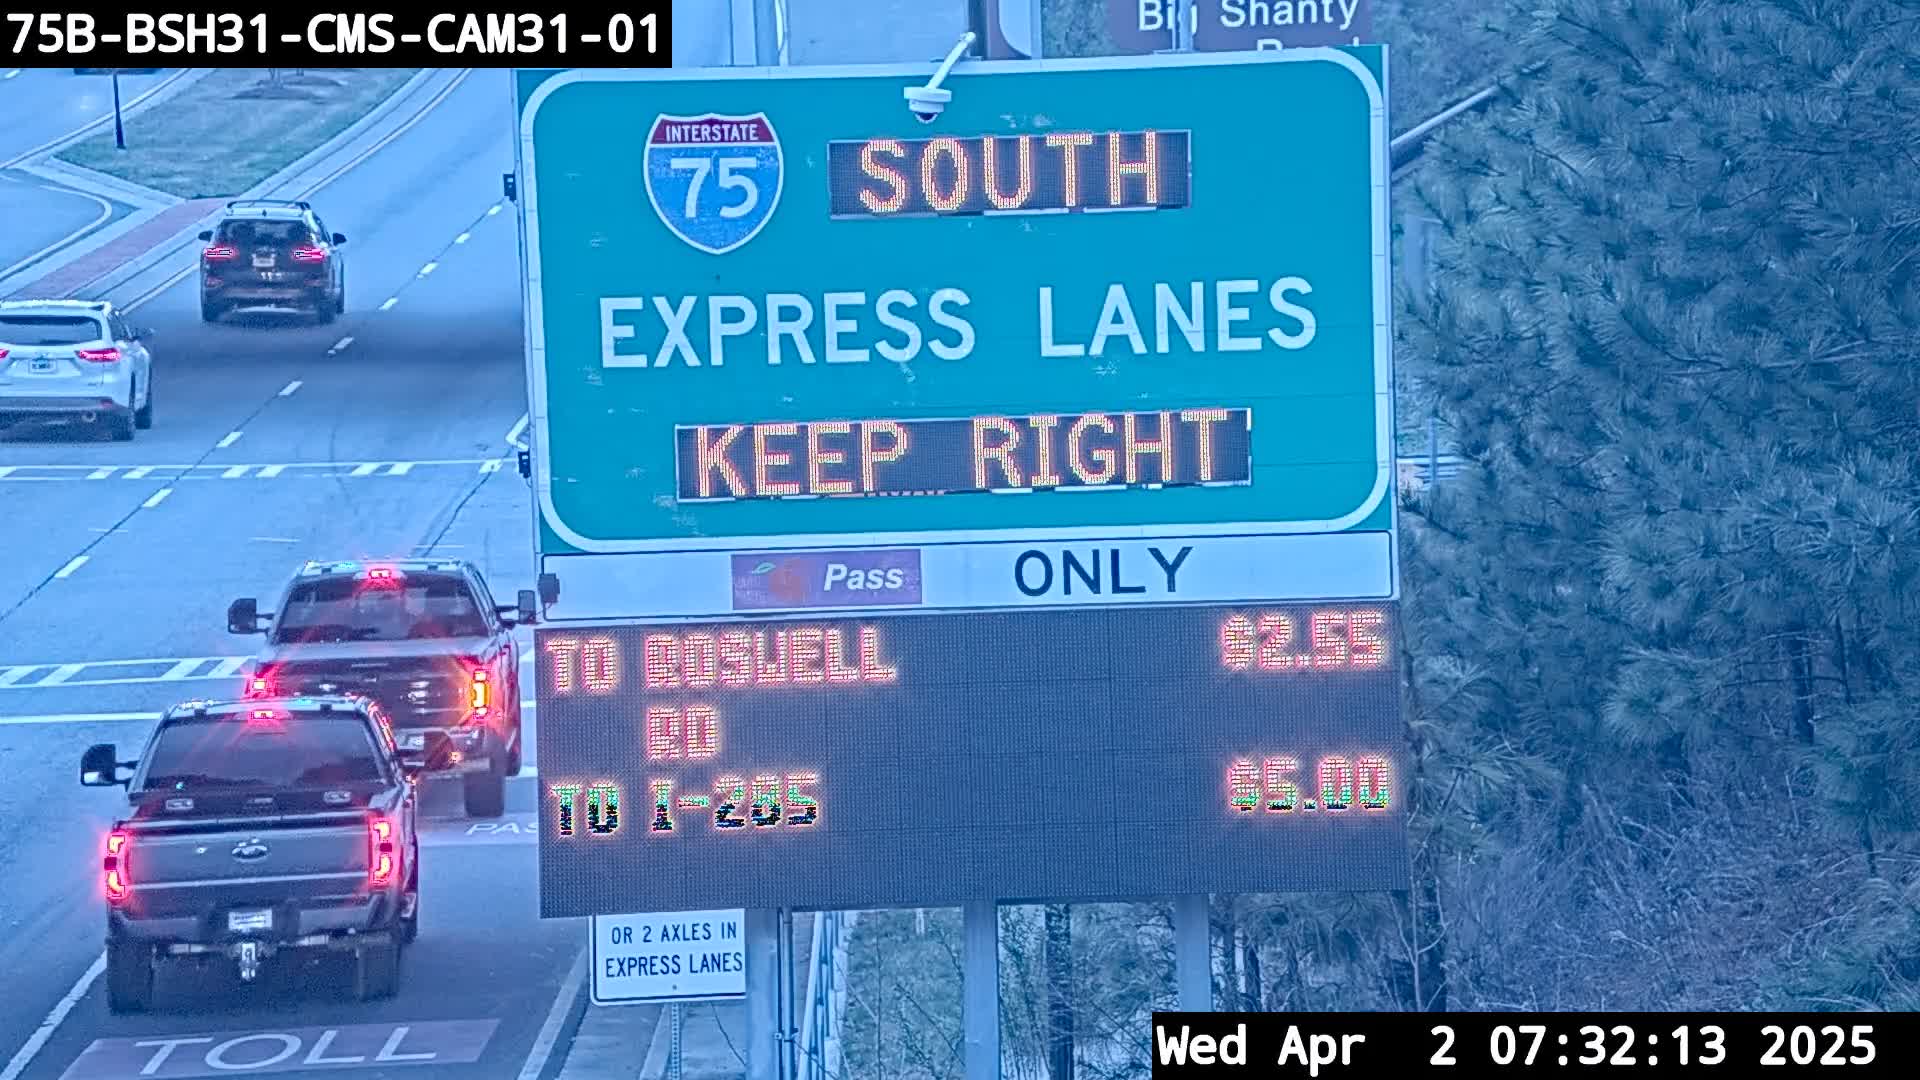 75B-BSH31-CMS-CAM31-01
Big Shanty
INTERSTATE
75
SOUTH
EXPRESS LANES
KEEP RIGHT
Pass ONLY
TO ROSWELL $2.55
RD
TO I-285 $5.00
OR 2 AXLES IN
EXPRESS LANES
TOLL
Wed Apr 2 07:32:13 2025